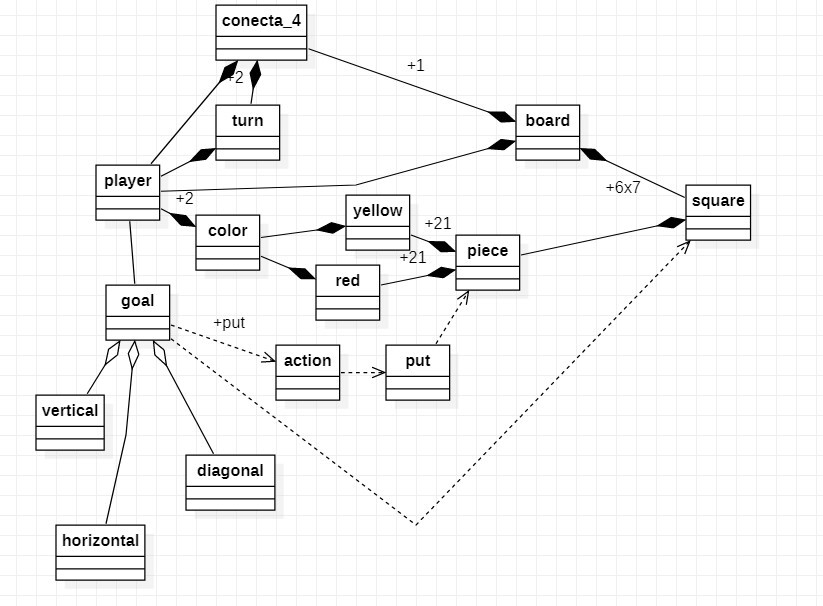 conecta_4
+1
+2
turn
board
player
+6x7
square
+2
yellow
color
+21
piece
+21
red
goal
+put
action
put
vertical
diagonal
horizontal